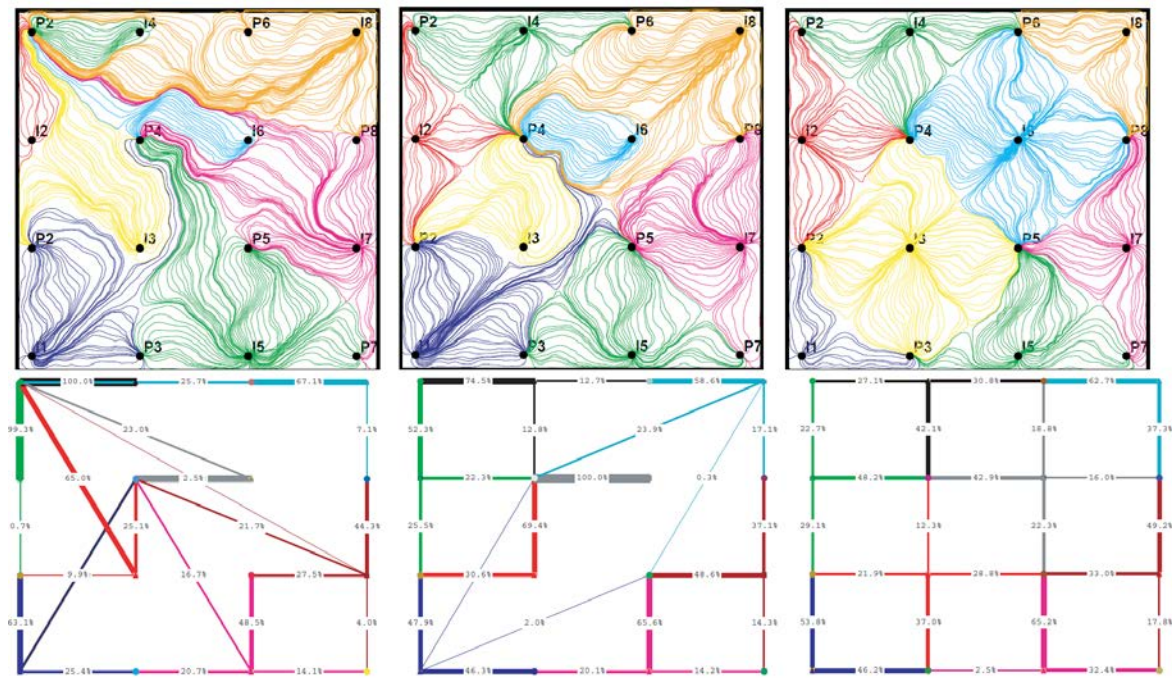 P2 I4 P6 I8
I2 P4 I6 P8
P2 I3 P5 I7
P3 I5 P7
P2 I4 P6 I8
I2 P4 I6 P8
P2 I3 P5 I7
I1 P3 I5 P7
P2 I4 P6 I8
I2 P4 I6 P8
P2 I3 P5 I7
I1 P3 I5 P7
100.0% 25.7% 67.1%
99.3% 23.0% 7.1%
65.0% 2.5%
0.7% 25.1% 21.7% 44.3%
9.9% 16.7% 27.5%
63.1% 48.5% 4.0%
25.4% 20.7% 14.1%
74.5% 12.7% 58.6%
52.3% 12.8% 23.9% 17.1%
22.3% 100.0% 0.3%
25.5% 69.4% 37.1%
30.6% 48.6%
47.9% 2.0% 65.6% 14.3%
46.3% 20.1% 14.2%
27.1% 30.8% 62.7%
22.7% 42.1% 18.8% 37.3%
48.2% 42.9% 16.0%
29.1% 12.3% 22.3% 49.2%
21.9% 28.8% 33.0%
53.8% 37.0% 65.2% 17.8%
46.2% 2.5% 32.4%